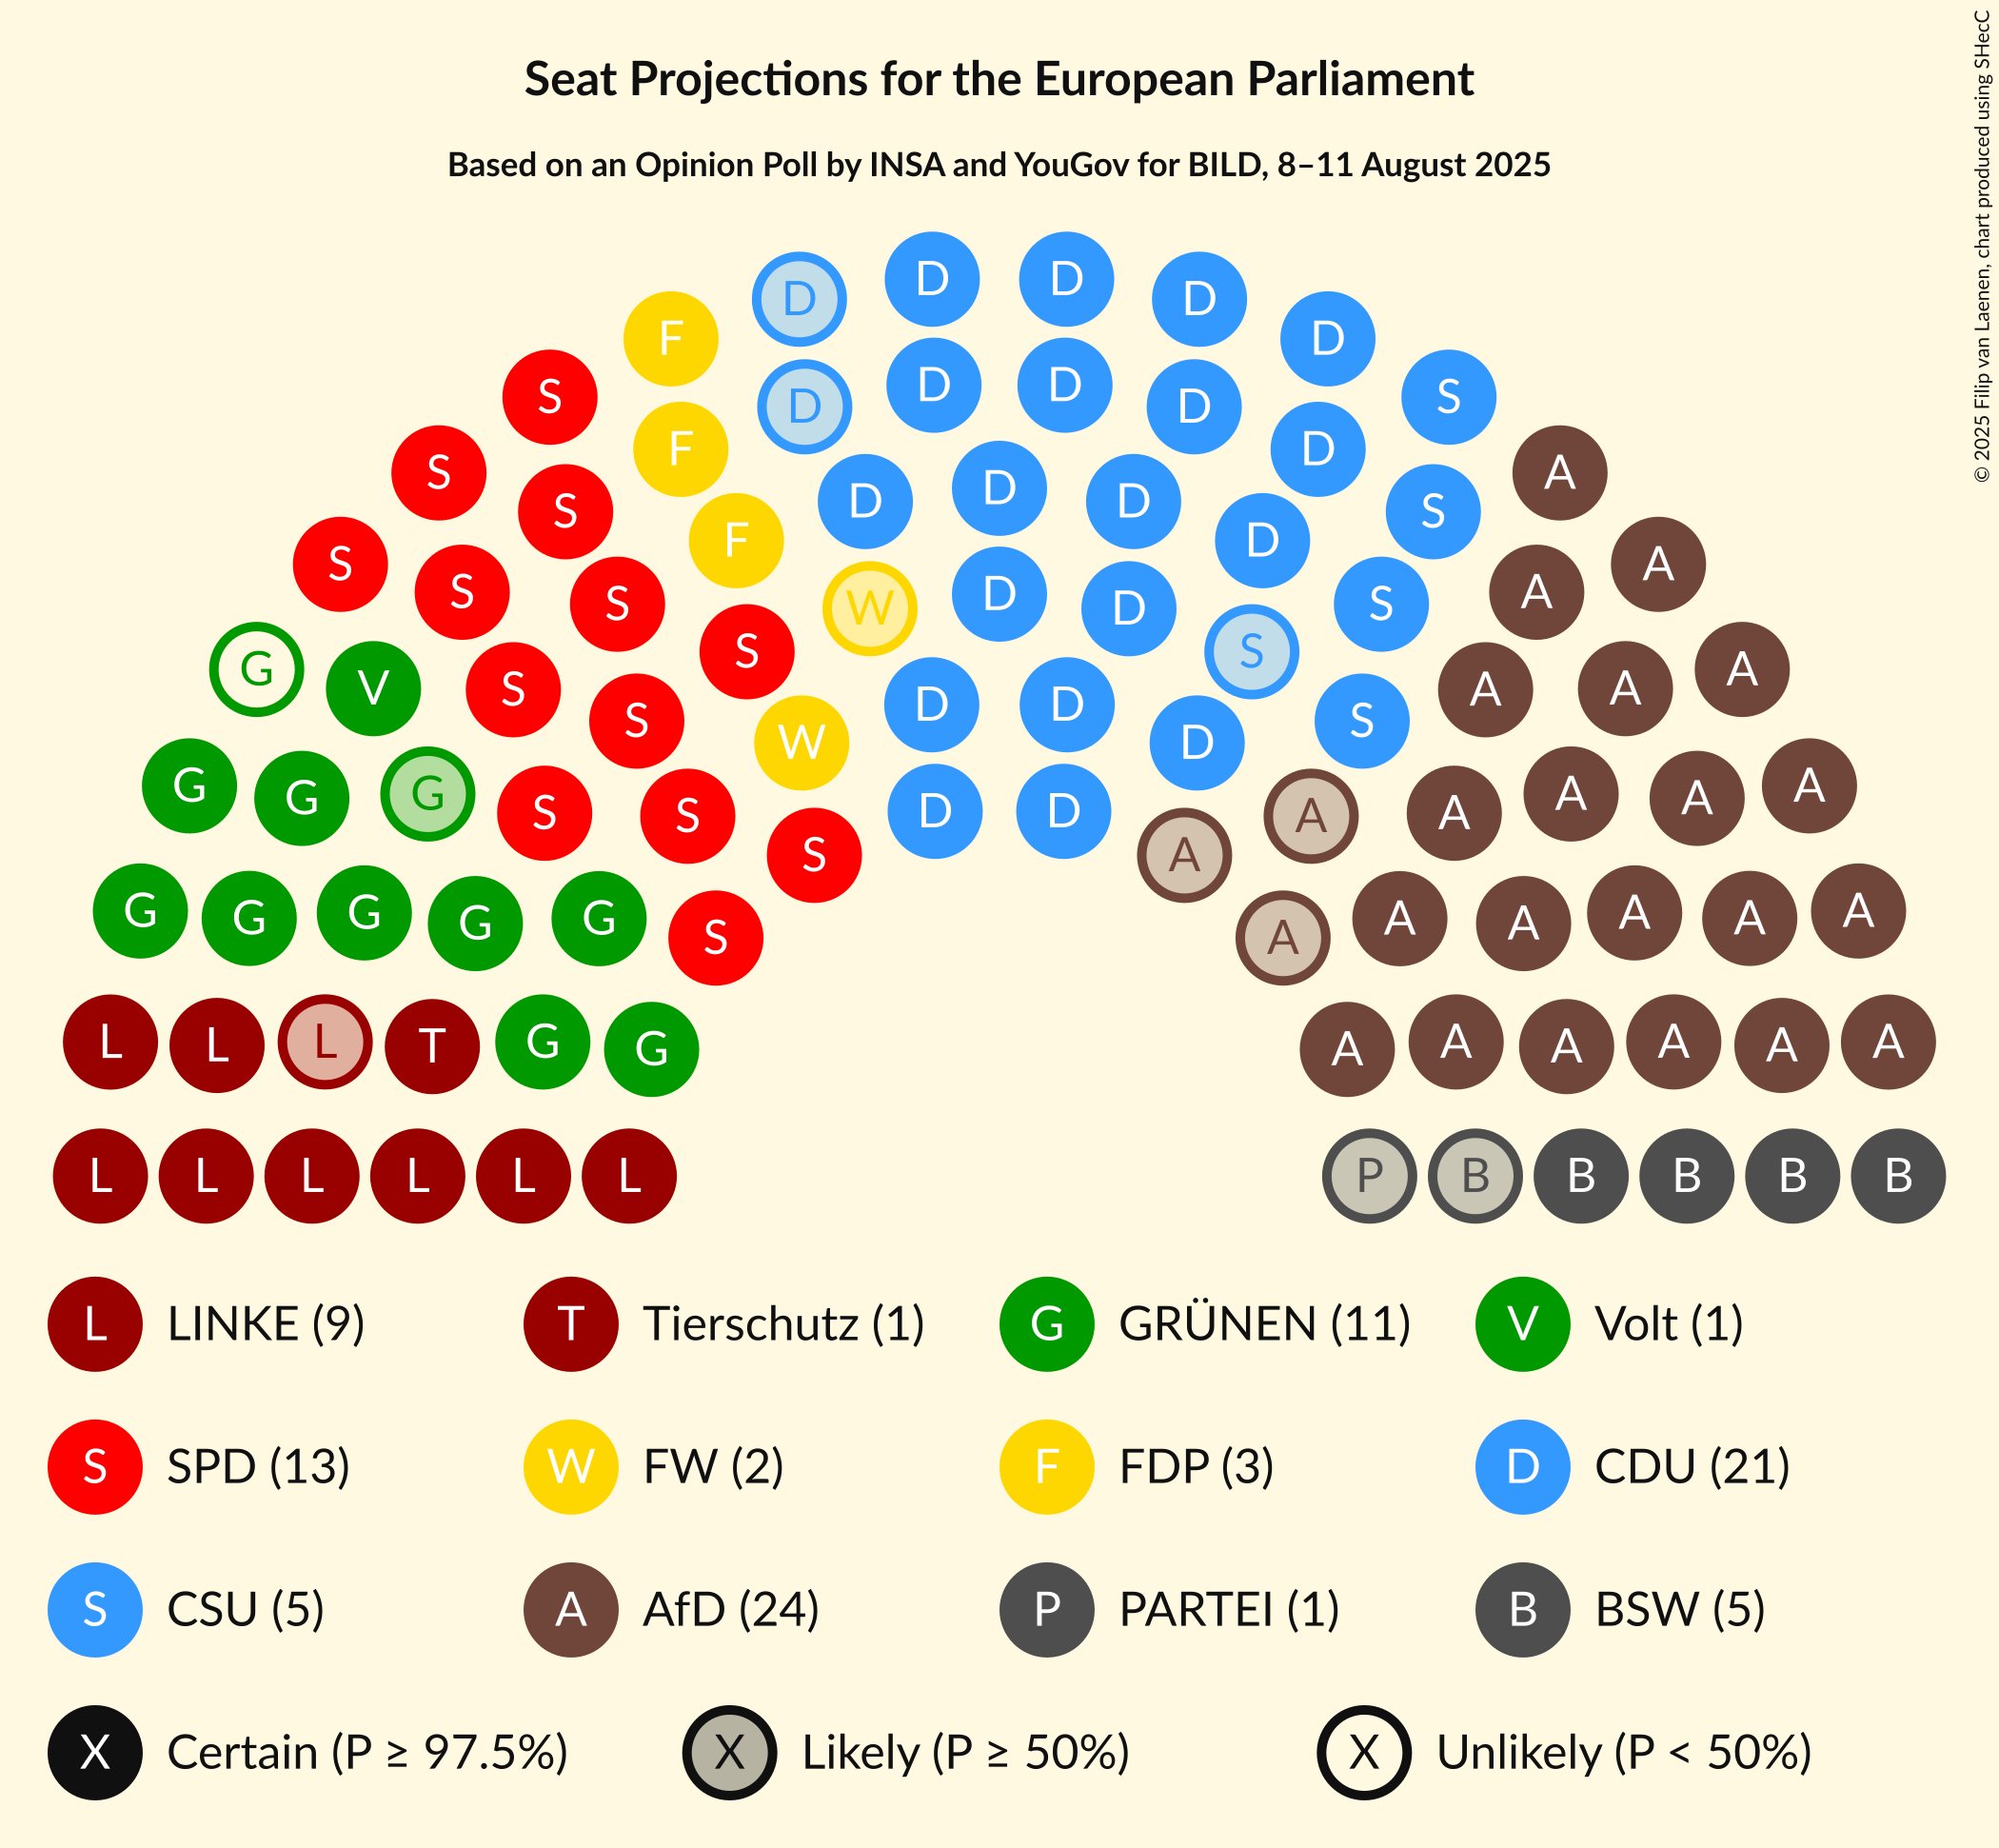 © 2025 Filip van Laenen, chart produced using SHecC
Seat Projections for the European Parliament
Based on an Opinion Poll by INSA and YouGov for BILD, 8–11 August 2025
D D D D
F D
S D D D D S
S F D A
S D D D S
S F D A
S S W D D S A
G S S A
V S S D D S A A
W D
G G G S S D D A A A A A
S A
G G G G G S A A A A A A
L L L T G G A A A A A A
L L L L L L P B B B B B
L LINKE (9) T Tierschutz (1) G GRÜNEN (11) V Volt (1)
S SPD (13) W FW (2) F FDP (3) D CDU (21)
S CSU (5) A AfD (24) P PARTEI (1) B BSW (5)
X Certain (P ≥ 97.5%) X Likely (P ≥ 50%) X Unlikely (P < 50%)